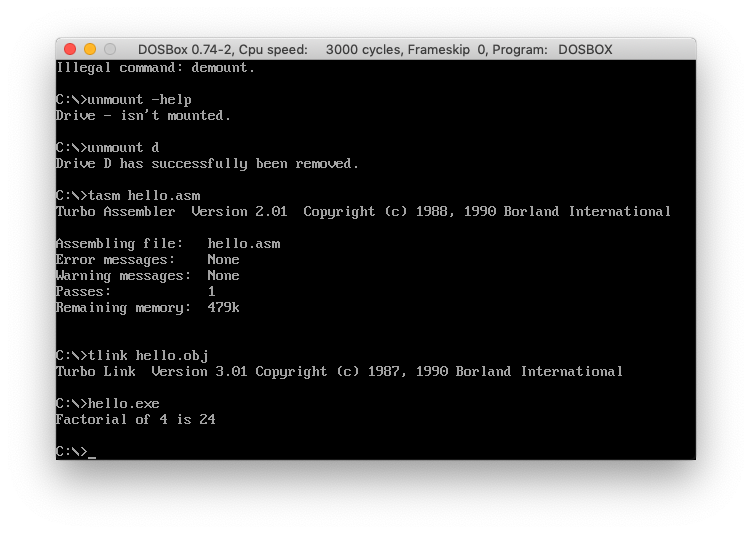 DOSBox 0.74-2, Cpu speed:    3000 cycles, Frameskip  0, Program:   DOSBOX
Illegal command: demount.
C:\>unmount -help
Drive - isn't mounted.
C:\>unmount d
Drive D has successfully been removed.
C:\>tasm hello.asm
Turbo Assembler  Version 2.01  Copyright (c) 1988, 1990 Borland International
Assembling file:   hello.asm
Error messages:    None
Warning messages:  None
Passes:            1
Remaining memory:  479k
C:\>tlink hello.obj
Turbo Link  Version 3.01 Copyright (c) 1987, 1990 Borland International
C:\>hello.exe
Factorial of 4 is 24
C:\>_